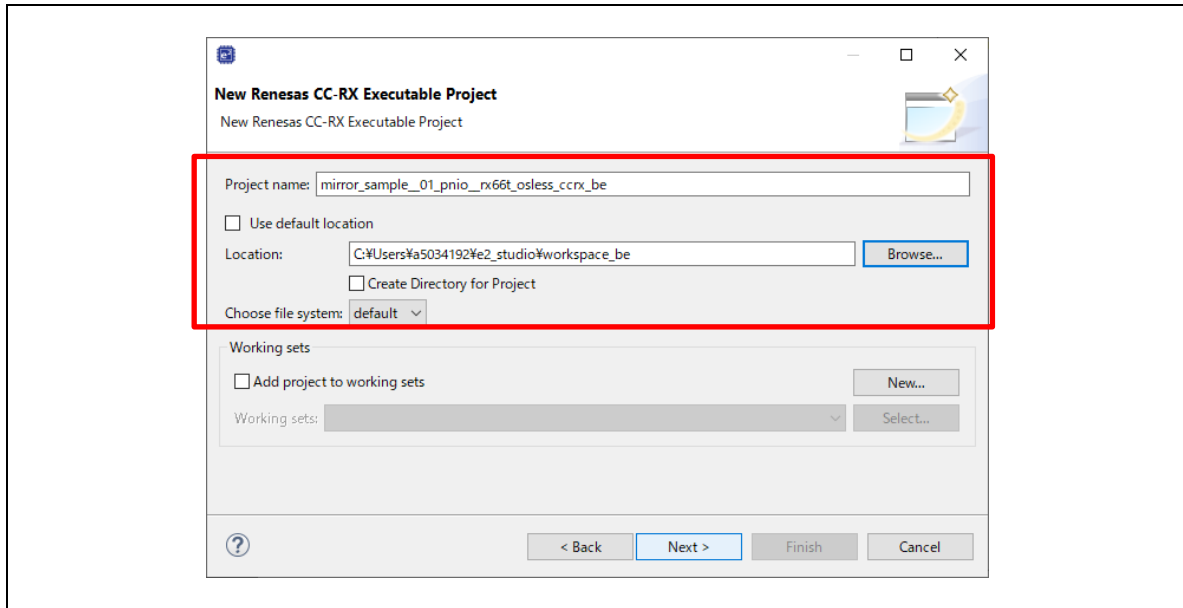 New Renesas CC-RX Executable Project
New Renesas CC-RX Executable Project
Project name: mirror_sample__01_pnio__rx66t_osless_ccrx_be
Use default location
Location: C:¥Users¥a5034192¥e2_studio¥workspace_be Browse...
Create Directory for Project
Choose file system: default
Working sets
Add project to working sets New...
Working sets: Select...
? < Back Next > Finish Cancel